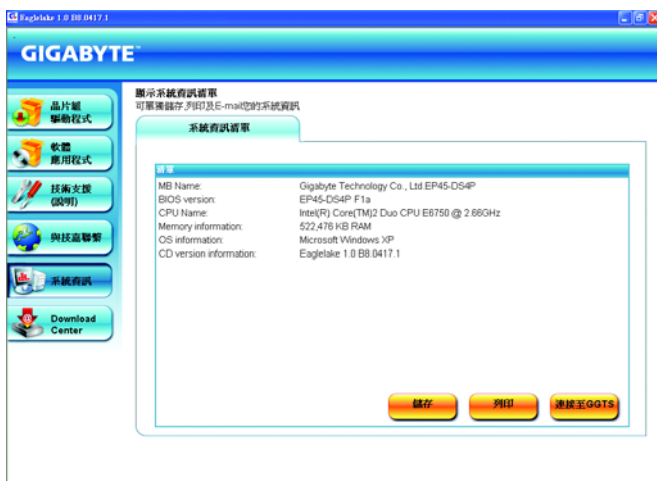 Eaglelake 1.0 B8.0417.1
GIGABYTE™
顯示系統資訊清單
可單獨儲存,列印及E-mail您的系統資訊
系統資訊清單
晶片組
驅動程式
軟體
應用程式
技術支援
(說明)
與技嘉聯繫
系統資訊
Download
Center
清單
MB Name: Gigabyte Technology Co., Ltd.EP45-DS4P
BIOS version: EP45-DS4P F1a
CPU Name: Intel(R) Core(TM)2 Duo CPU E6750 @ 2.66GHz
Memory information: 522,476 KB RAM
OS information: Microsoft Windows XP
CD version information: Eaglelake 1.0 B8.0417.1
儲存
列印
連接至GGTS